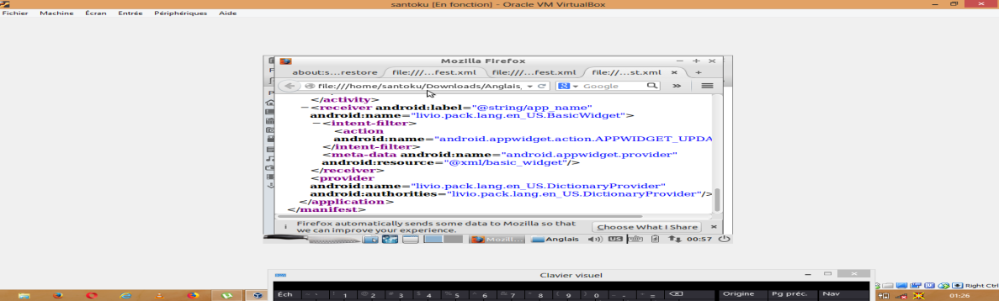 santoku [En fonction] - Oracle VM VirtualBox
Fichier Machine Écran Entrée Périphériques Aide
Mozilla Firefox
about:s...restore file:///...fest.xml file:///...fest.xml file://...st.xml
file:///home/santoku/Downloads/Anglais, Google
</activity>
−<receiver android:label="@string/app_name"
android:name="livio.pack.lang.en_US.BasicWidget">
−<intent-filter>
<action
android:name="android.appwidget.action.APPWIDGET_UPDA
</intent-filter>
<meta-data android:name="android.appwidget.provider"
android:resource="@xml/basic_widget"/>
</receiver>
<provider
android:name="livio.pack.lang.en_US.DictionaryProvider"
android:authorities="livio.pack.lang.en_US.DictionaryProvider"/>
</application>
</manifest>
Firefox automatically sends some data to Mozilla so that
we can improve your experience.
Choose What I Share
Mozill... Anglais US 00:57
Clavier visuel
Éch 1 2 3 4 5 6 7 8 9 0 Origine Pg préc. Nav
Right Ctrl
01:26